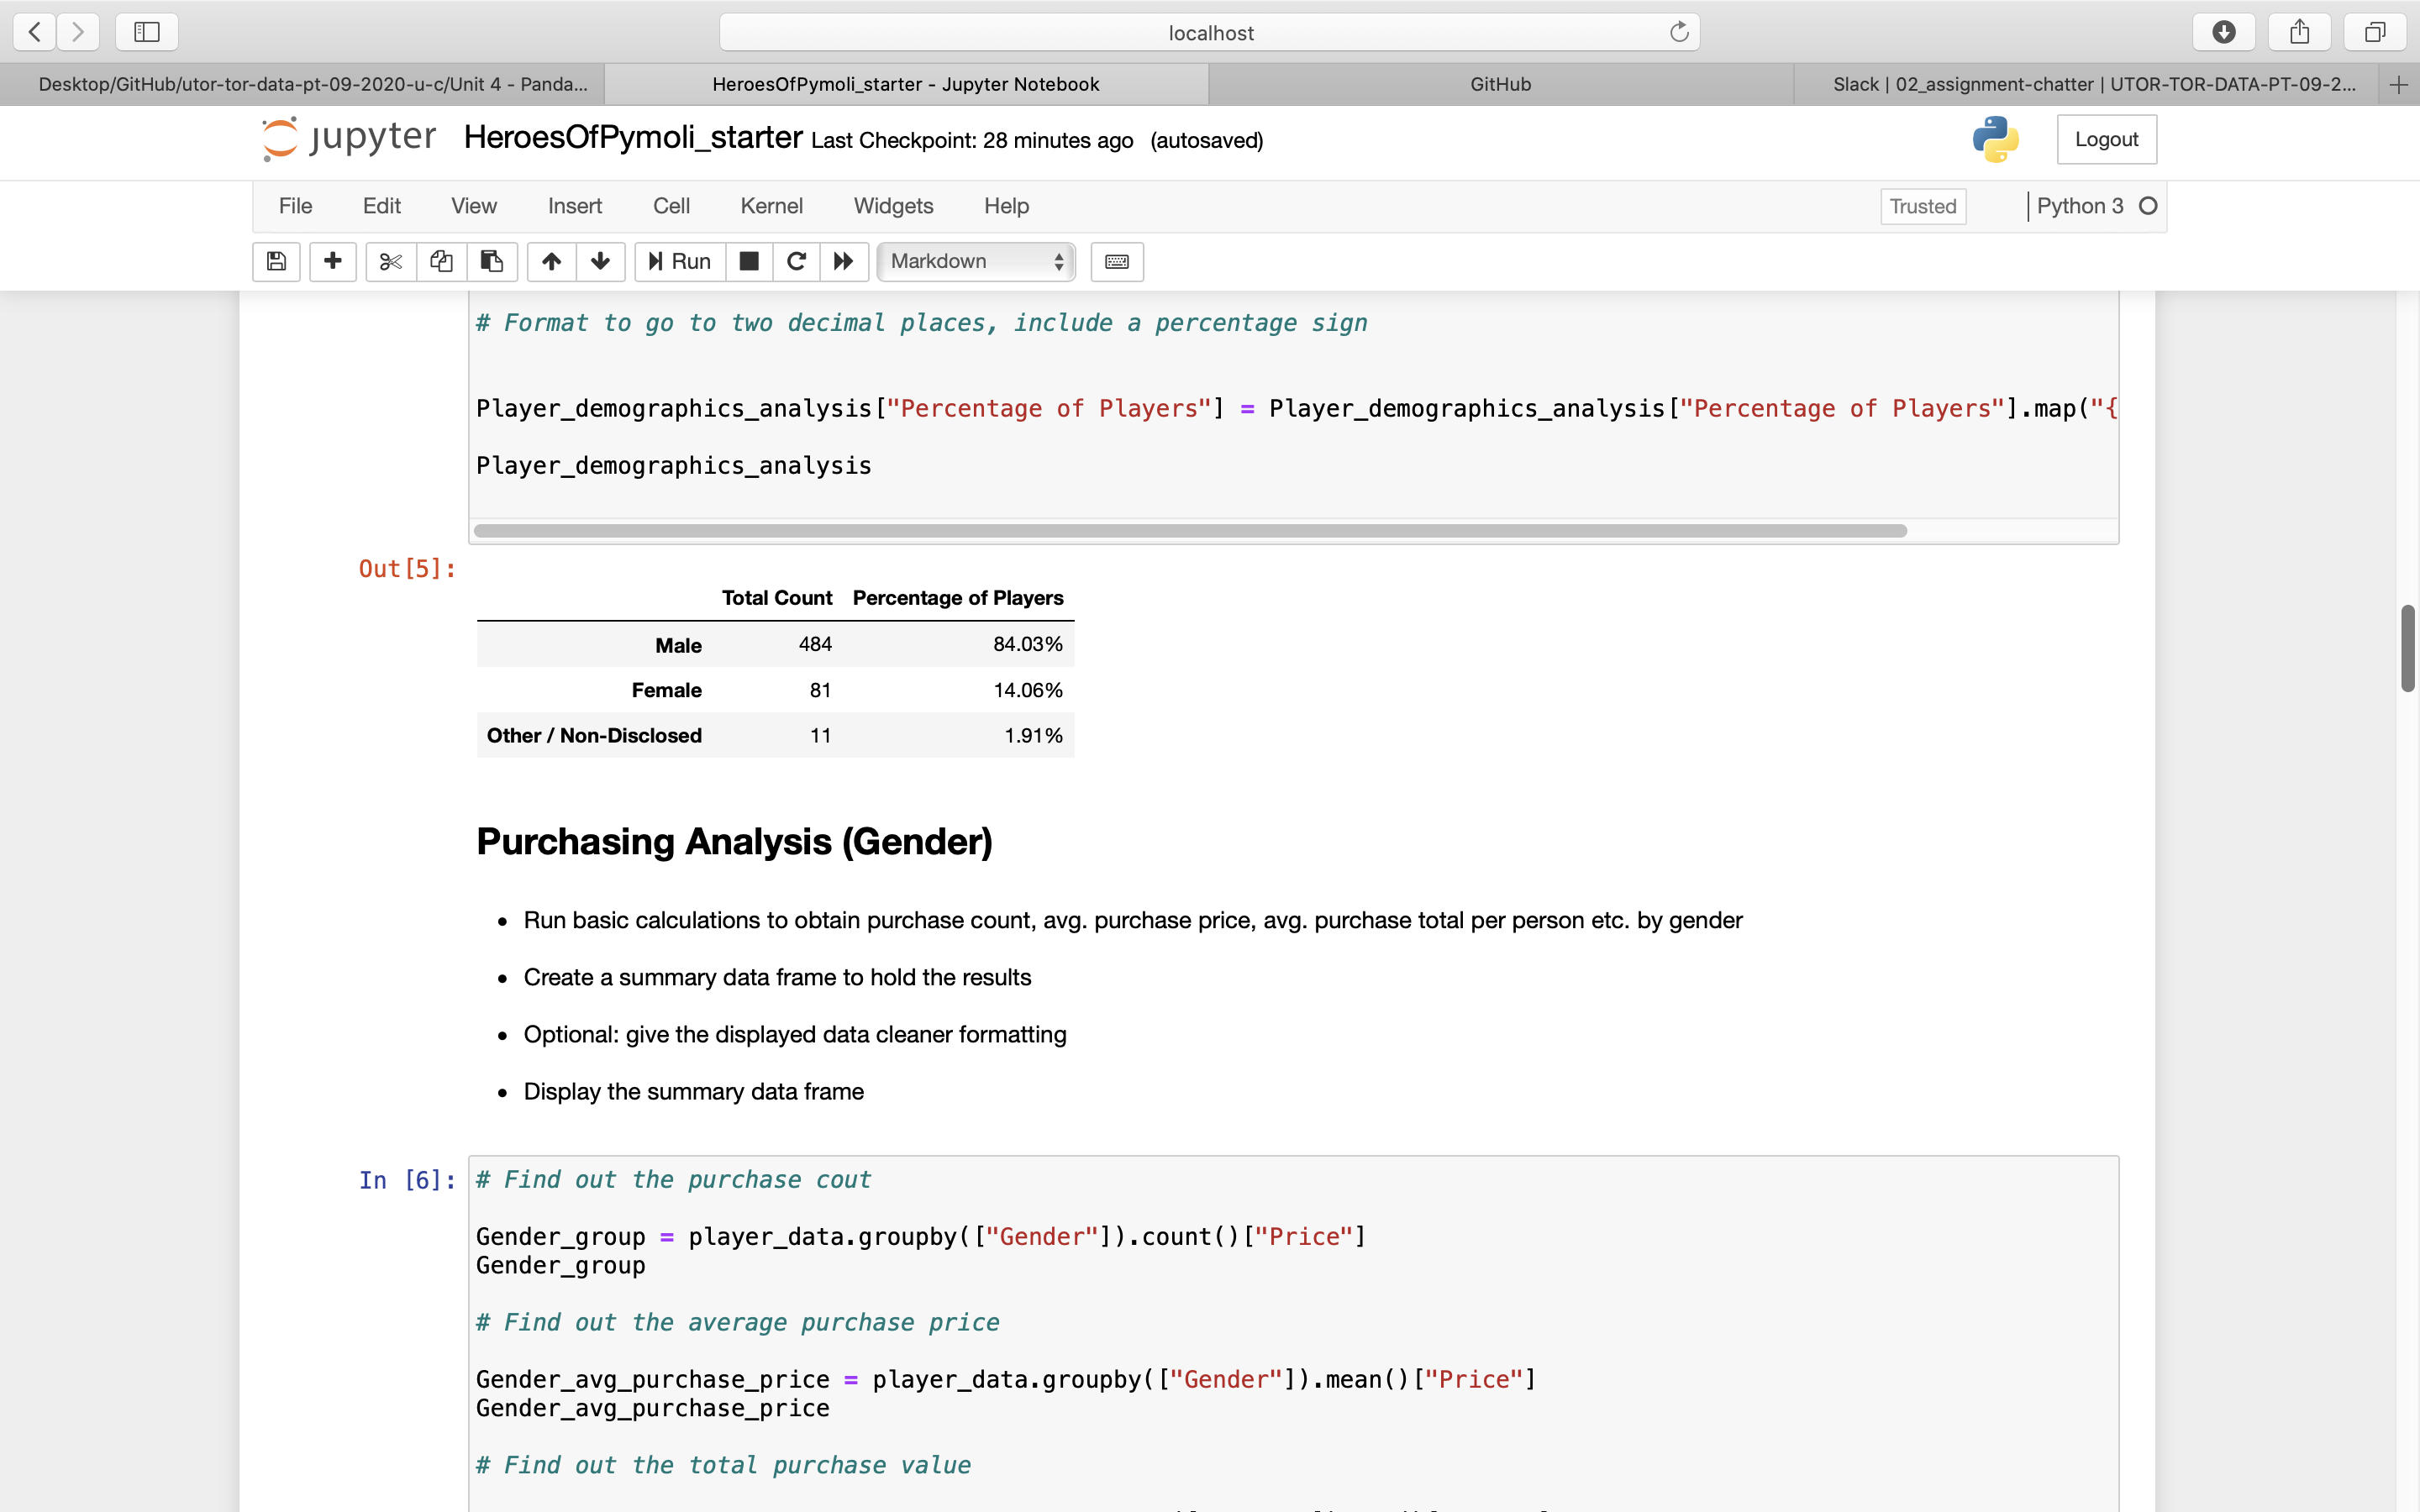 localhost
Desktop/GitHub/utor-tor-data-pt-09-2020-u-c/Unit 4 - Panda...
HeroesOfPymoli_starter - Jupyter Notebook
GitHub
Slack | 02_assignment-chatter | UTOR-TOR-DATA-PT-09-2...
jupyter HeroesOfPymoli_starter Last Checkpoint: 28 minutes ago (autosaved)
Logout
File Edit View Insert Cell Kernel Widgets Help
Trusted
Python 3
Run
Markdown
# Format to go to two decimal places, include a percentage sign
Player_demographics_analysis["Percentage of Players"] = Player_demographics_analysis["Percentage of Players"].map("{
Player_demographics_analysis
Out[5]:
Total Count Percentage of Players
Male 484 84.03%
Female 81 14.06%
Other / Non-Disclosed 11 1.91%
Purchasing Analysis (Gender)
• Run basic calculations to obtain purchase count, avg. purchase price, avg. purchase total per person etc. by gender
• Create a summary data frame to hold the results
• Optional: give the displayed data cleaner formatting
• Display the summary data frame
In [6]:
# Find out the purchase cout
Gender_group = player_data.groupby(["Gender"]).count()["Price"]
Gender_group
# Find out the average purchase price
Gender_avg_purchase_price = player_data.groupby(["Gender"]).mean()["Price"]
Gender_avg_purchase_price
# Find out the total purchase value